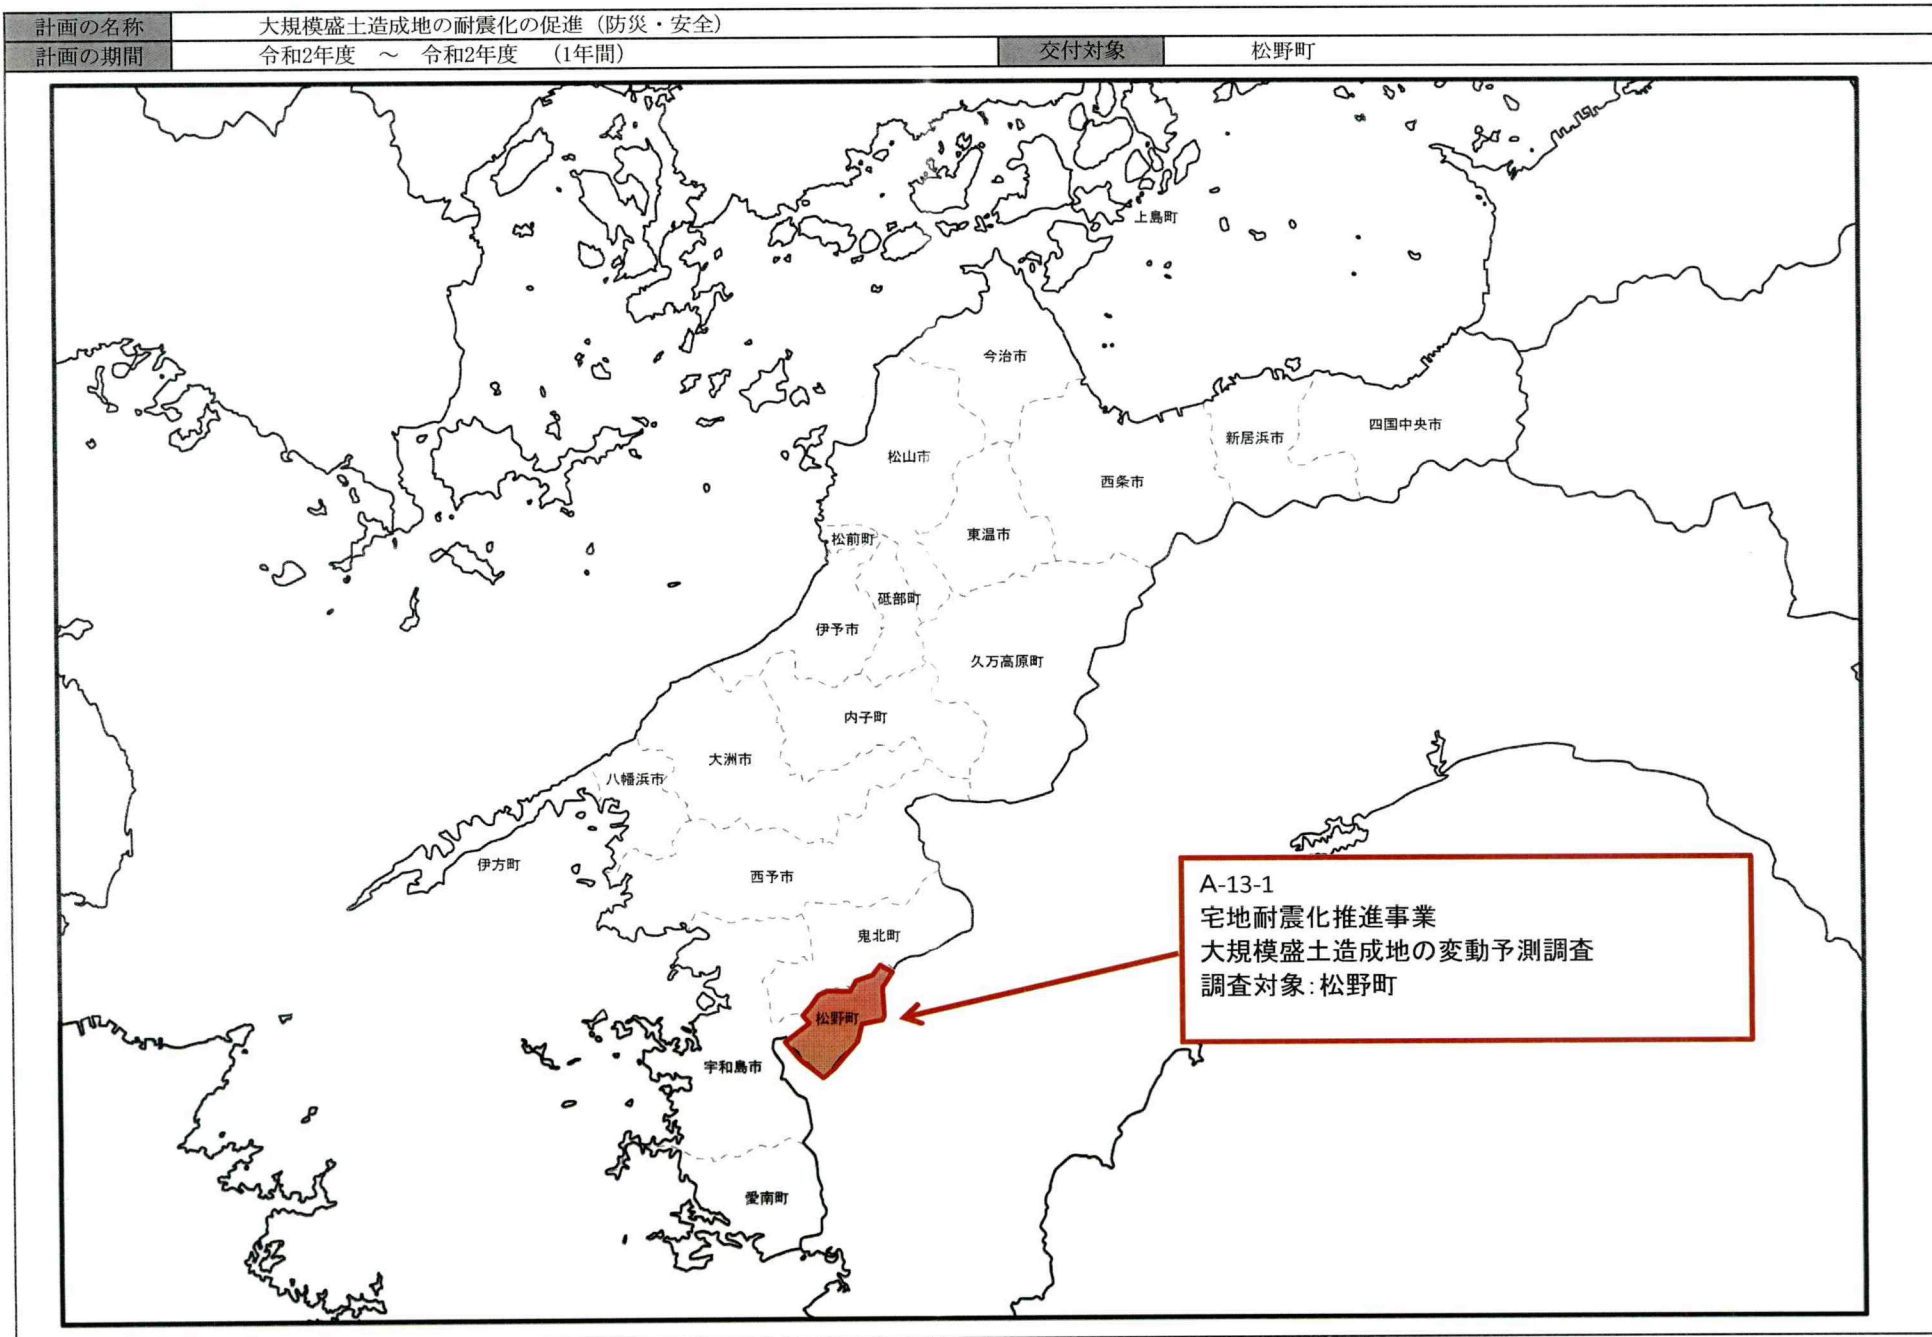 計画の名称 大規模盛土造成地の耐震化の促進（防災・安全）
計画の期間 令和2年度 ～ 令和2年度 （1年間） 交付対象 松野町
上島町
今治市
四国中央市
新居浜市
松山市
西条市
東温市
松前町
砥部町
伊予市
久万高原町
内子町
大洲市
八幡浜市
伊方町
西予市
鬼北町
A-13-1
宅地耐震化推進事業
大規模盛土造成地の変動予測調査
調査対象：松野町
松野町
宇和島市
愛南町